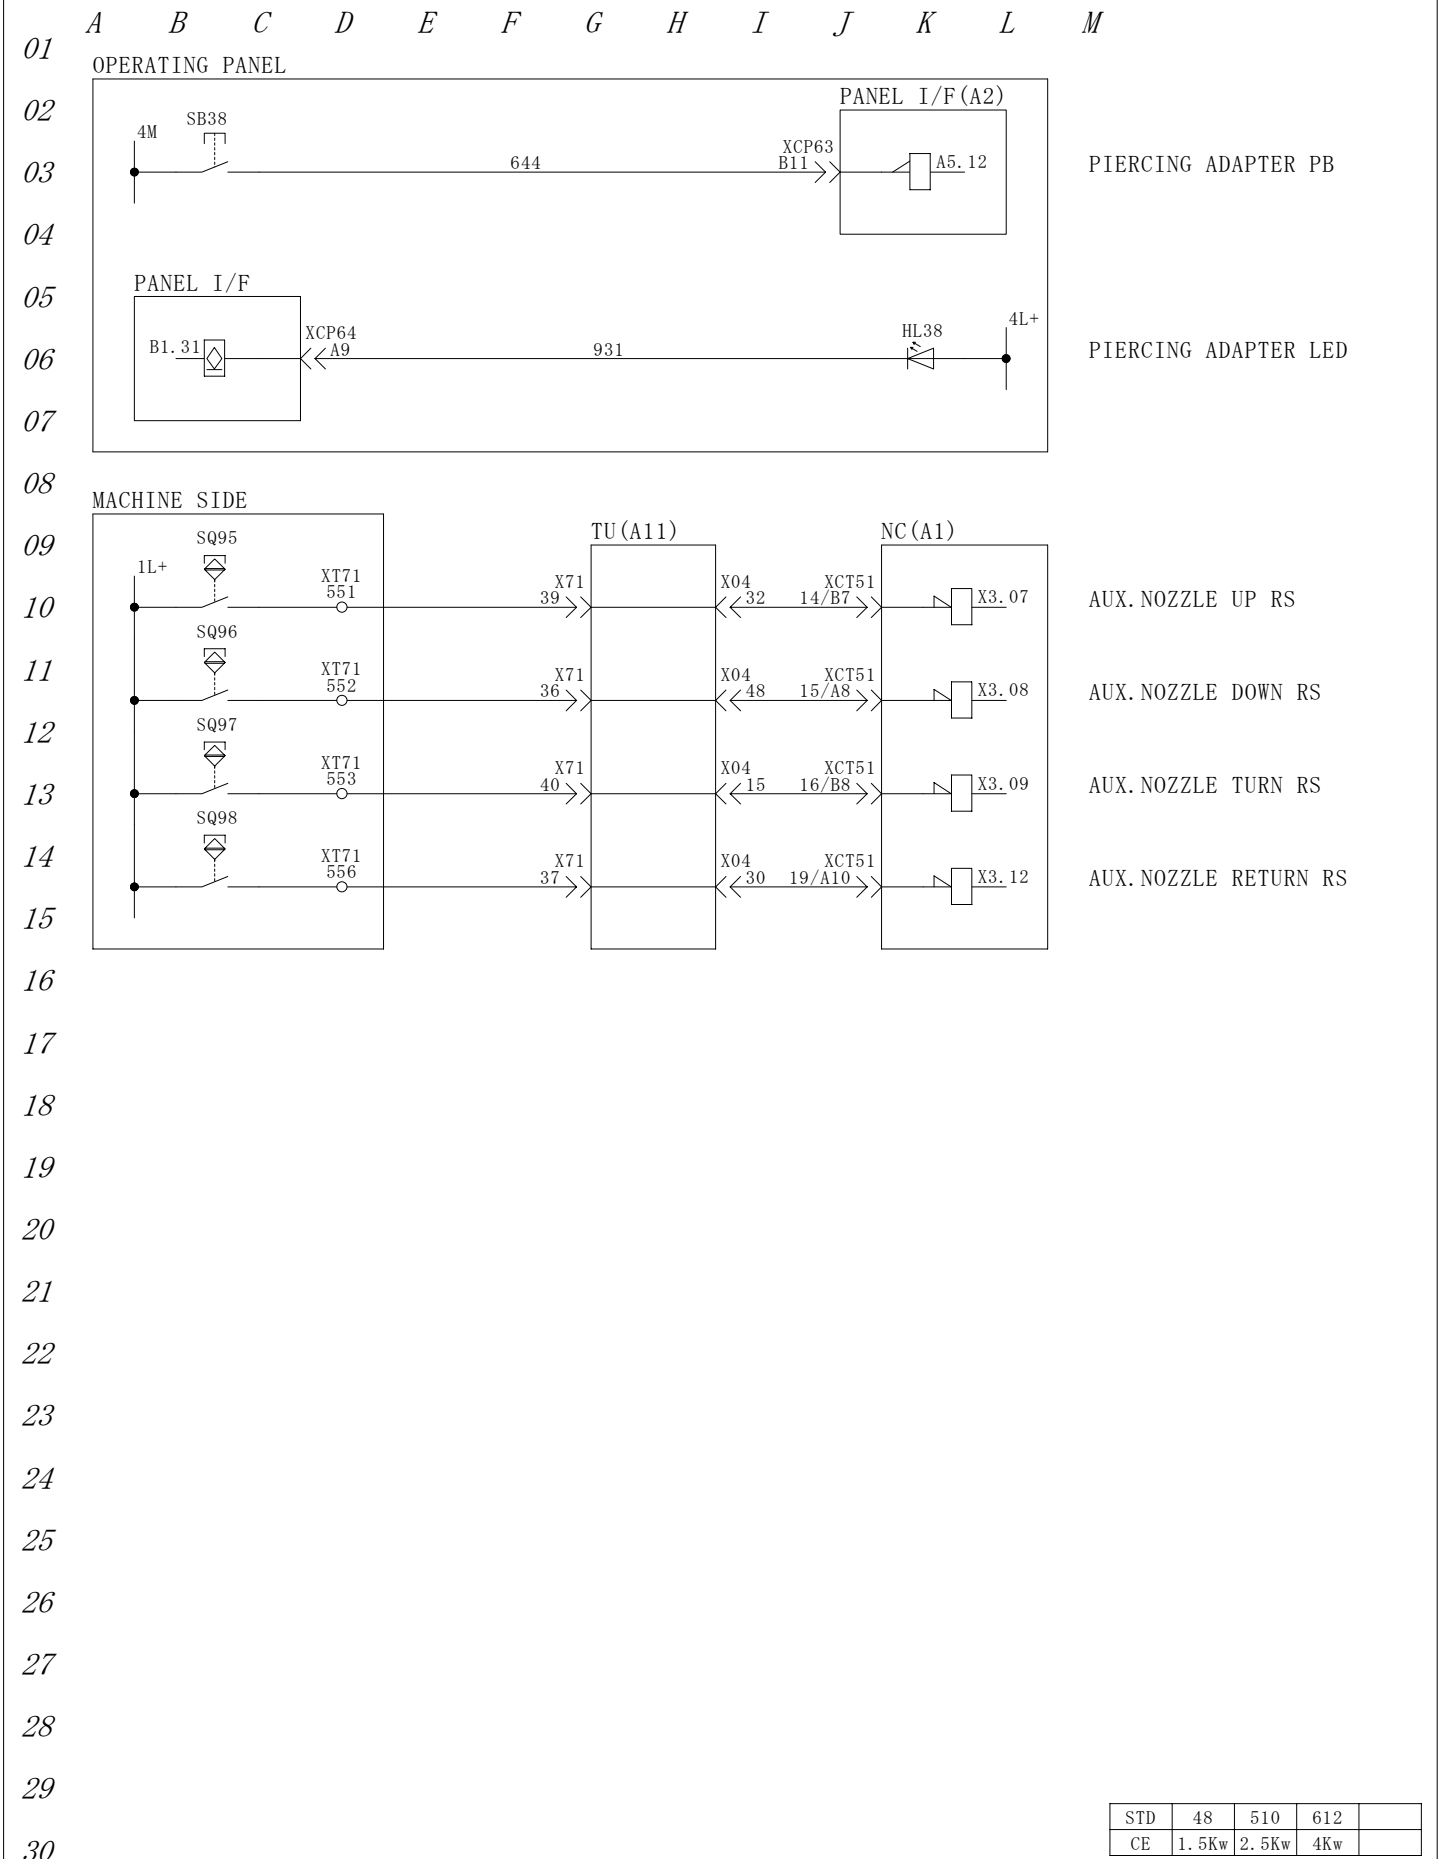 A B C D E F G H I J K L M
01
OPERATING PANEL
02
PANEL I/F(A2)
SB38
4M
03
644
XCP63
B11
A5.12
PIERCING ADAPTER PB
04
PANEL I/F
05
4L+
XCP64
HL38
B1.31
A9
931
06
PIERCING ADAPTER LED
07
08
MACHINE SIDE
09
SQ95
TU(A11)
NC(A1)
1L+
XT71
551
X71
39
X04
32
XCT51
14/B7
X3.07
10
AUX.NOZZLE UP RS
SQ96
11
XT71
552
X71
36
X04
48
XCT51
15/A8
X3.08
AUX.NOZZLE DOWN RS
12
SQ97
XT71
553
X71
40
X04
15
XCT51
16/B8
X3.09
13
AUX.NOZZLE TURN RS
SQ98
14
XT71
556
X71
37
X04
30
XCT51
19/A10
X3.12
AUX.NOZZLE RETURN RS
15
16
17
18
19
20
21
22
23
24
25
26
27
28
29
STD 48 510 612
CE 1.5Kw 2.5Kw 4Kw
30